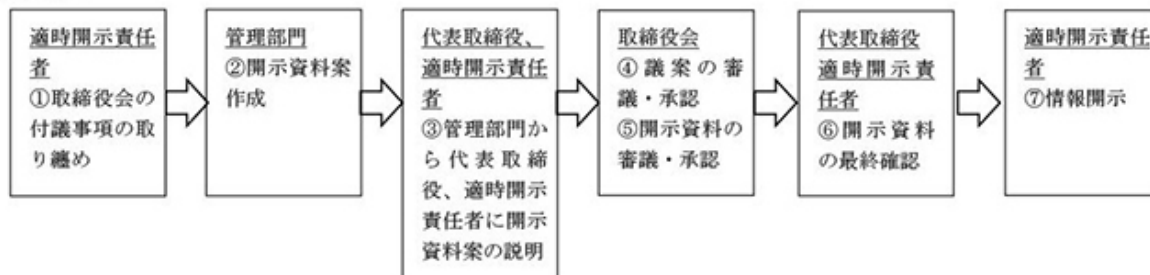 適時開示責任
者
①取締役会の
付議事項の取
り纏め
管理部門
②開示資料案
作成
代表取締役、
適時開示責任
者
③管理部門か
ら代表取締
役、適時開示
責任者に開示
資料案の説明
取締役会
④議案の審
議・承認
⑤開示資料の
審議・承認
代表取締役
適時開示責
任者
⑥開示資料
の最終確認
適時開示責任
者
⑦情報開示